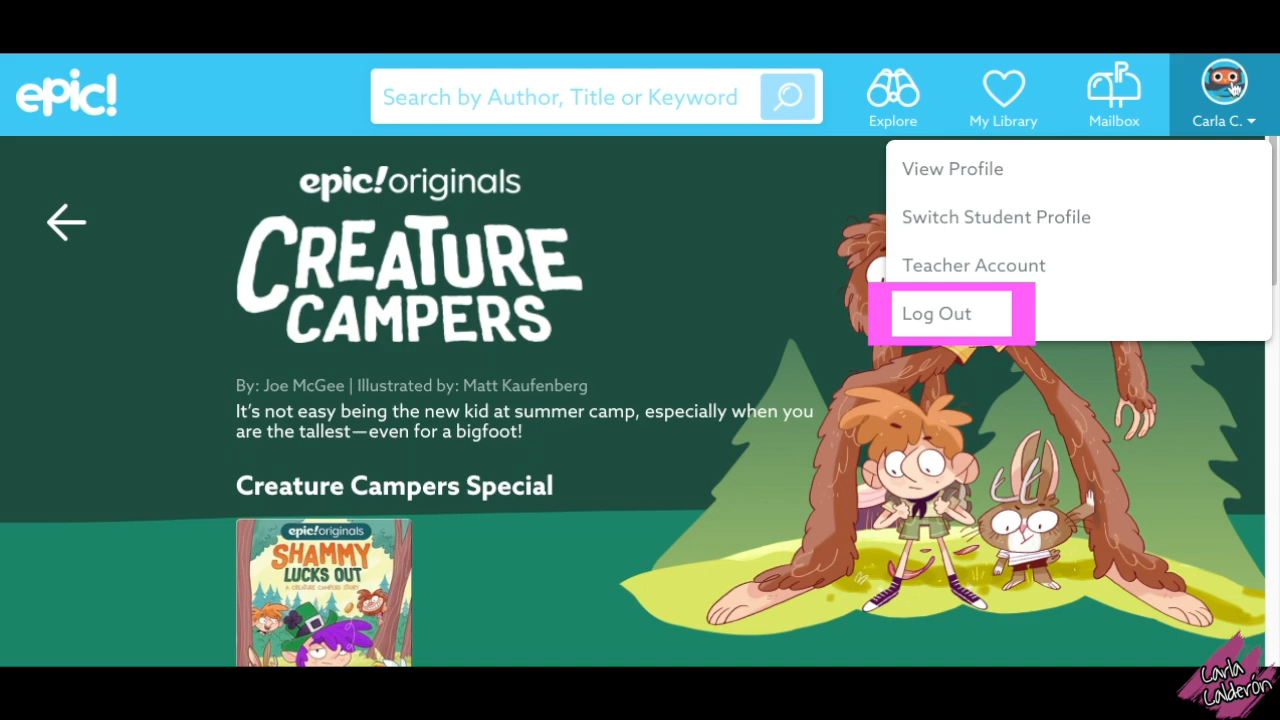 epic!
Search by Author, Title or Keyword
Explore
My Library
Mailbox
Carla C.
View Profile
Switch Student Profile
Teacher Account
Log Out
epic!originals
CREATURE
CAMPERS
By: Joe McGee | Illustrated by: Matt Kaufenberg
It's not easy being the new kid at summer camp, especially when you
are the tallest—even for a bigfoot!
Creature Campers Special
epic!originals
SHAMMY
LUCKS OUT
A CREATURE CAMPERS STORY
Carla
Calderón